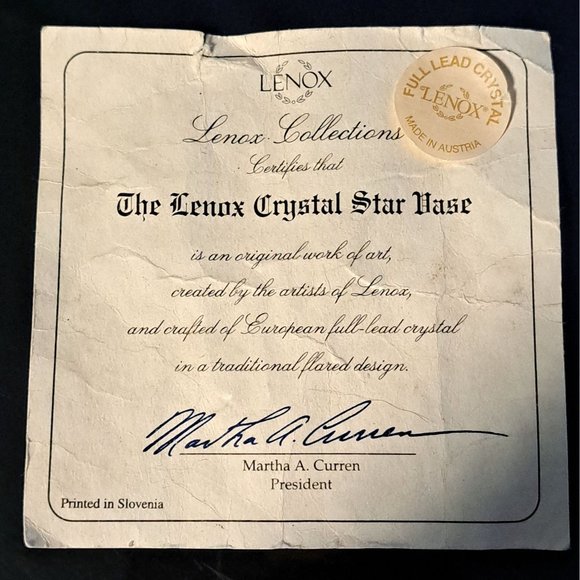 LENOX
FULL LEAD CRYSTAL
LENOX®
MADE IN AUSTRIA
Lenox Collections
Certifies that
The Lenox Crystal Star Vase
is an original work of art,
created by the artists of Lenox,
and crafted of European full-lead crystal
in a traditional flared design.
Martha A. Curren
Martha A. Curren
President
Printed in Slovenia